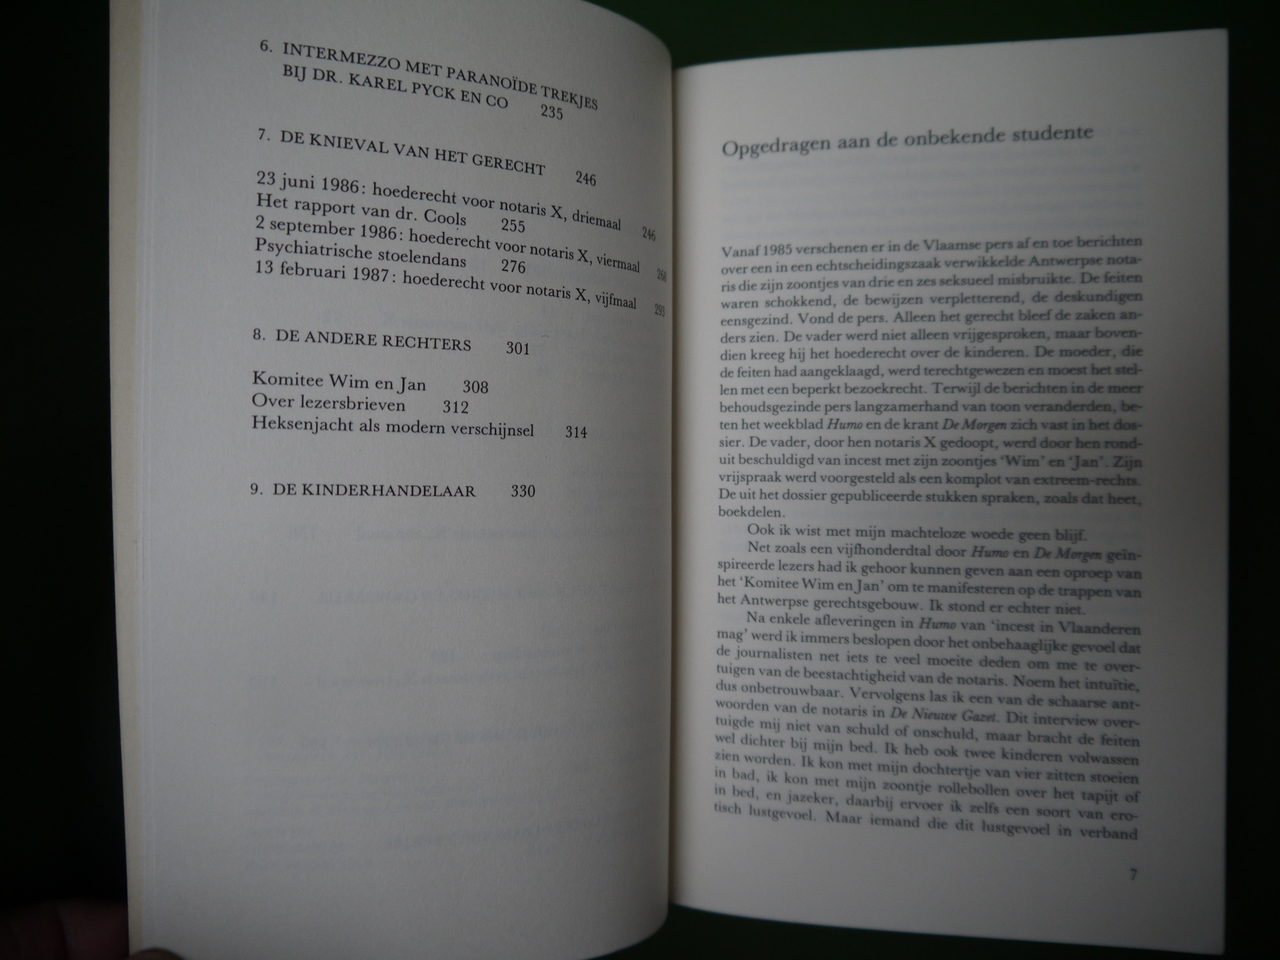 6. INTERMEZZO MET PARANOÏDE TREKJES
BIJ DR. KAREL PYCK EN CO 235
7. DE KNIEVAL VAN HET GERECHT 246
23 juni 1986: hoederecht voor notaris X, driemaal 246
Het rapport van dr. Cools 255
2 september 1986: hoederecht voor notaris X, viermaal 268
Psychiatrische stoelendans 276
13 februari 1987: hoederecht voor notaris X, vijfmaal 293
8. DE ANDERE RECHTERS 301
Komitee Wim en Jan 308
Over lezersbrieven 312
Heksenjacht als modern verschijnsel 314
9. DE KINDERHANDELAAR 330
Opgedragen aan de onbekende studente
Vanaf 1985 verschenen er in de Vlaamse pers af en toe berichten
over een in een echtscheidingszaak verwikkelde Antwerpse nota-
ris die zijn zoontjes van drie en zes seksueel misbruikte. De feiten
waren schokkend, de bewijzen verpletterend, de deskundigen
eensgezind. Vond de pers. Alleen het gerecht bleef de zaken an-
ders zien. De vader werd niet alleen vrijgesproken, maar boven-
dien kreeg hij het hoederecht over de kinderen. De moeder, die
de feiten had aangeklaagd, werd terechtgewezen en moest het stel-
len met een beperkt bezoekrecht. Terwijl de berichten in de meer
behoudsgezinde pers langzamerhand van toon veranderden, be-
ten het weekblad Humo en de krant De Morgen zich vast in het dos-
sier. De vader, door hen notaris X gedoopt, werd door hen rond-
uit beschuldigd van incest met zijn zoontjes 'Wim' en 'Jan'. Zijn
vrijspraak werd voorgesteld als een komplot van extreem-rechts.
De uit het dossier gepubliceerde stukken spraken, zoals dat heet,
boekdelen.
Ook ik wist met mijn machteloze woede geen blijf.
Net zoals een vijfhonderdtal door Humo en De Morgen geïn-
spireerde lezers had ik gehoor kunnen geven aan een oproep van
het 'Komitee Wim en Jan' om te manifesteren op de trappen van
het Antwerpse gerechtsgebouw. Ik stond er echter niet.
Na enkele afleveringen in Humo van 'incest in Vlaanderen
mag' werd ik immers beslopen door het onbehaaglijke gevoel dat
de journalisten net iets te veel moeite deden om me te over-
tuigen van de beestachtigheid van de notaris. Noem het intuïtie,
dus onbetrouwbaar. Vervolgens las ik een van de schaarse ant-
woorden van de notaris in De Nieuwe Gazet. Dit interview over-
tuigde mij niet van schuld of onschuld, maar bracht de feiten
wel dichter bij mijn bed. Ik heb ook twee kinderen volwassen
zien worden. Ik kon met mijn dochtertje van vier zitten stoeien
in bad, ik kon met mijn zoontje rollebollen over het tapijt of
in bed, en jazeker, daarbij ervoer ik zelfs een soort van ero-
tisch lustgevoel. Maar iemand die dit lustgevoel in verband
7